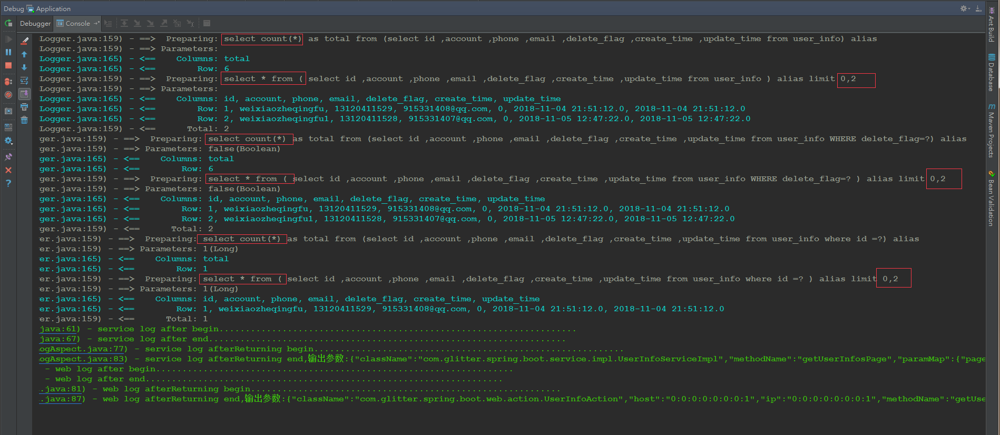 Debug Application
Debugger Console
Logger.java:159) - ==>  Preparing: select count(*) as total from (select id ,account ,phone ,email ,delete_flag ,create_time ,update_time from user_info) alias
Logger.java:159) - ==> Parameters:
Logger.java:165) - <==    Columns: total
Logger.java:165) - <==        Row: 6
Logger.java:159) - ==>  Preparing: select * from ( select id ,account ,phone ,email ,delete_flag ,create_time ,update_time from user_info ) alias limit 0,2
Logger.java:159) - ==> Parameters:
Logger.java:165) - <==    Columns: id, account, phone, email, delete_flag, create_time, update_time
Logger.java:165) - <==        Row: 1, weixiaozheqingfu, 13120411529, 915331408@qq.com, 0, 2018-11-04 21:51:12.0, 2018-11-04 21:51:12.0
Logger.java:165) - <==        Row: 2, weixiaozheqingfu1, 13120411528, 915331407@qq.com, 0, 2018-11-05 12:47:22.0, 2018-11-05 12:47:22.0
Logger.java:159) - <==      Total: 2
ger.java:159) - ==>  Preparing: select count(*) as total from (select id ,account ,phone ,email ,delete_flag ,create_time ,update_time from user_info WHERE delete_flag=?) alias
ger.java:159) - ==> Parameters: false(Boolean)
ger.java:165) - <==    Columns: total
ger.java:165) - <==        Row: 6
ger.java:159) - ==>  Preparing: select * from ( select id ,account ,phone ,email ,delete_flag ,create_time ,update_time from user_info WHERE delete_flag=? ) alias limit 0,2
ger.java:159) - ==> Parameters: false(Boolean)
ger.java:165) - <==    Columns: id, account, phone, email, delete_flag, create_time, update_time
ger.java:165) - <==        Row: 1, weixiaozheqingfu, 13120411529, 915331408@qq.com, 0, 2018-11-04 21:51:12.0, 2018-11-04 21:51:12.0
ger.java:165) - <==        Row: 2, weixiaozheqingfu1, 13120411528, 915331407@qq.com, 0, 2018-11-05 12:47:22.0, 2018-11-05 12:47:22.0
ger.java:159) - <==      Total: 2
er.java:159) - ==>  Preparing: select count(*) as total from (select id ,account ,phone ,email ,delete_flag ,create_time ,update_time from user_info where id =?) alias
er.java:159) - ==> Parameters: 1(Long)
er.java:165) - <==    Columns: total
er.java:165) - <==        Row: 1
er.java:159) - ==>  Preparing: select * from ( select id ,account ,phone ,email ,delete_flag ,create_time ,update_time from user_info where id =? ) alias limit 0,2
er.java:159) - ==> Parameters: 1(Long)
er.java:165) - <==    Columns: id, account, phone, email, delete_flag, create_time, update_time
er.java:165) - <==        Row: 1, weixiaozheqingfu, 13120411529, 915331408@qq.com, 0, 2018-11-04 21:51:12.0, 2018-11-04 21:51:12.0
er.java:159) - <==      Total: 1
java:61) - service log after begin....................................................................
java:67) - service log after end....................................................................
ogAspect.java:77) - service log afterReturning begin...........................................................
ogAspect.java:83) - service log afterReturning end,输出参数:{"className":"com.glitter.spring.boot.service.impl.UserInfoServiceImpl","methodName":"getUserInfosPage","paramMap":{"page
- web log after begin....................................................................
- web log after end....................................................................
.java:81) - web log afterReturning begin...........................................................
.java:87) - web log afterReturning end,输出参数:{"className":"com.glitter.spring.boot.web.action.UserInfoAction","host":"0:0:0:0:0:0:0:1","ip":"0:0:0:0:0:0:0:1","methodName":"getUse
Ant Build
Database
Maven Projects
Bean Validation